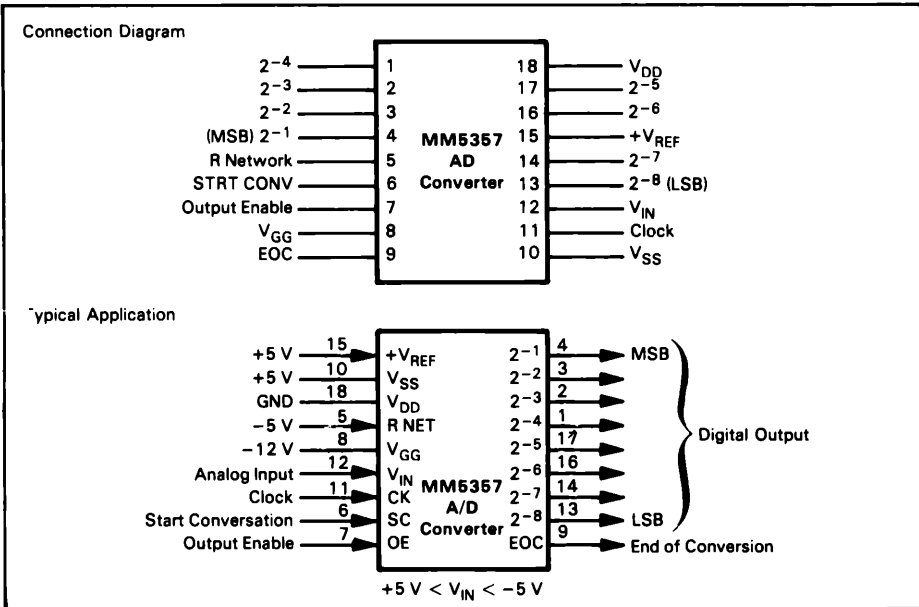 Connection Diagram
2⁻⁴ 1
2⁻³ 2
2⁻² 3
(MSB) 2⁻¹ 4
R Network 5
STRT CONV 6
Output Enable 7
V_GG 8
EOC 9
MM5357
AD
Converter
18 V_DD
17 2⁻⁵
16 2⁻⁶
15 +V_REF
14 2⁻⁷
13 2⁻⁸ (LSB)
12 V_IN
11 Clock
10 V_SS
ypical Application
+5 V 15 +V_REF
+5 V 10 V_SS
GND 18 V_DD
−5 V 5 R NET
−12 V 8 V_GG
Analog Input 12 V_IN
Clock 11 CK
Start Conversation 6 SC
Output Enable 7 OE
MM5357
A/D
Converter
2⁻¹ 4 MSB
2⁻² 3
2⁻³ 2
2⁻⁴ 1
2⁻⁵ 17
2⁻⁶ 16
2⁻⁷ 14
2⁻⁸ 13 LSB
EOC 9 End of Conversion
Digital Output
+5 V < V_IN < −5 V